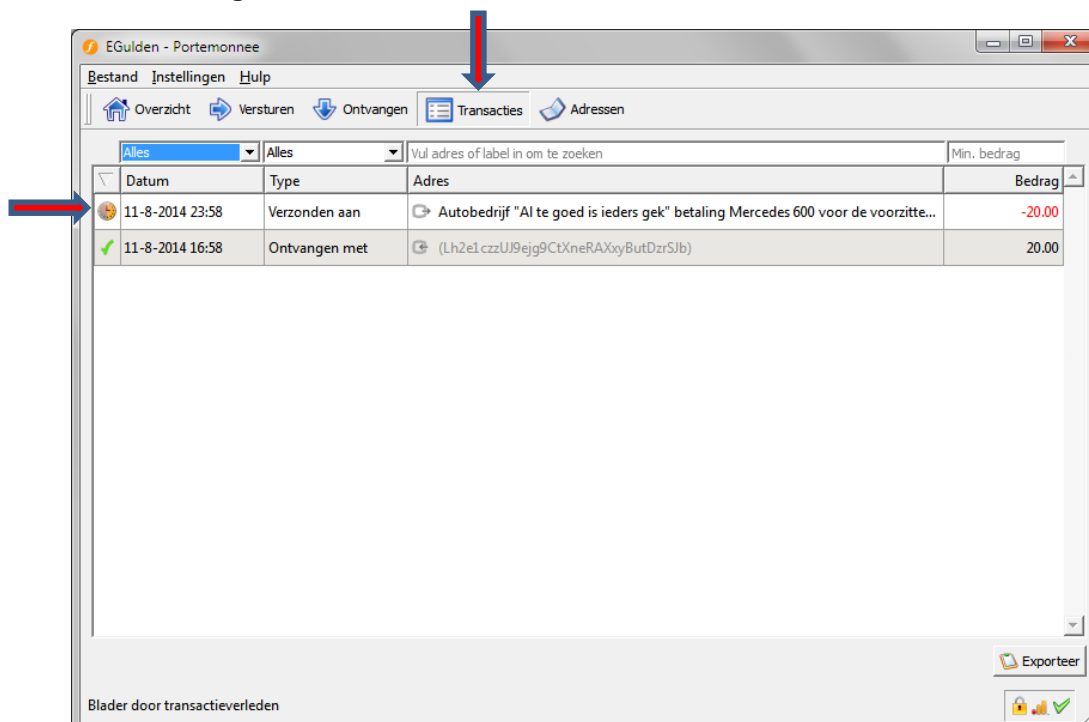 EGulden - Portemonnee
Bestand Instellingen Hulp
Overzicht Versturen Ontvangen Transacties Adressen
Alles Alles Vul adres of label in om te zoeken Min. bedrag
Datum Type Adres Bedrag
11-8-2014 23:58 Verzonden aan Autobedrijf "Al te goed is ieders gek" betaling Mercedes 600 voor de voorzitte... -20.00
11-8-2014 16:58 Ontvangen met (Lh2e1czzUJ9ejg9CtXneRAXxyButDzrSJb) 20.00
Exporteer
Blader door transactieverleden